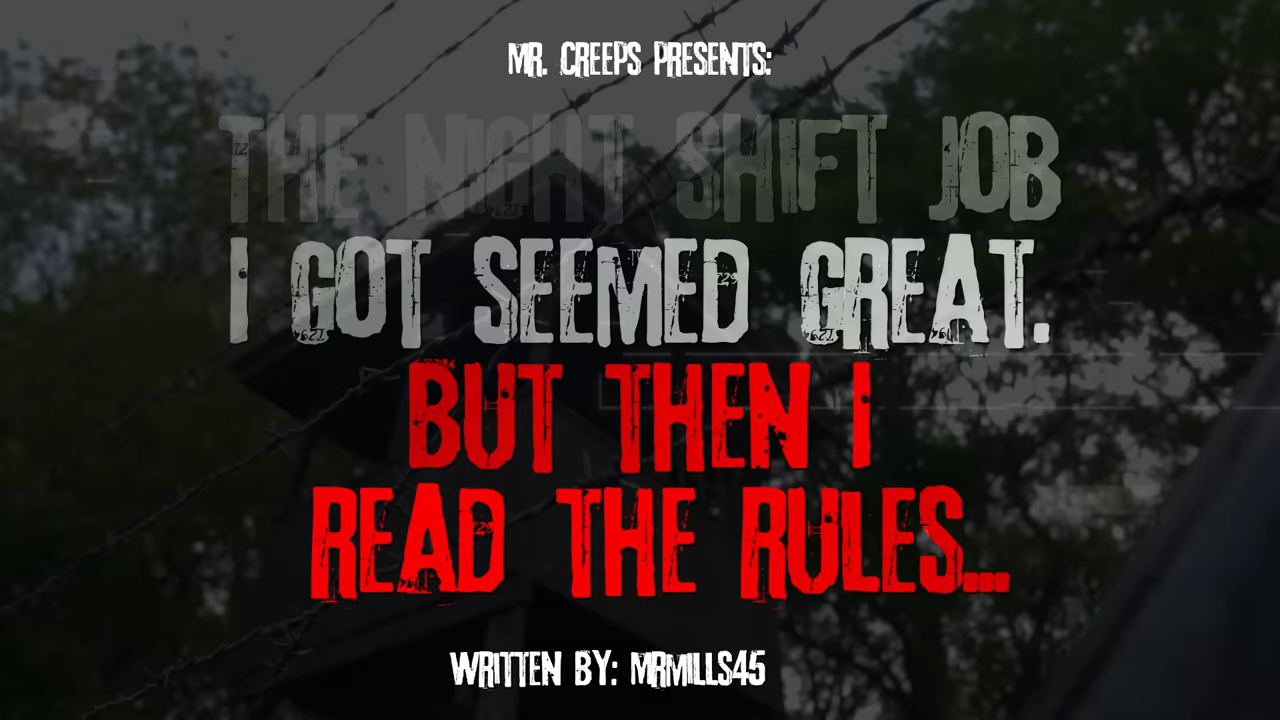 MR. CREEPS PRESENTS:
THE NIGHT SHIFT JOB
I GOT SEEMED GREAT.
BUT THEN I
READ THE RULES...
WRITTEN BY: MRMILLS45